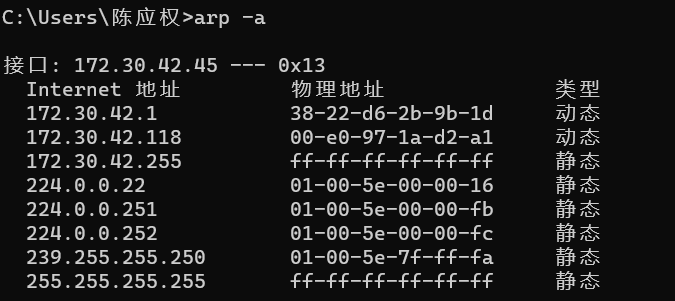 C:\Users\陈应权>arp -a
接口: 172.30.42.45 --- 0x13
Internet 地址 物理地址 类型
172.30.42.1 38-22-d6-2b-9b-1d 动态
172.30.42.118 00-e0-97-1a-d2-a1 动态
172.30.42.255 ff-ff-ff-ff-ff-ff 静态
224.0.0.22 01-00-5e-00-00-16 静态
224.0.0.251 01-00-5e-00-00-fb 静态
224.0.0.252 01-00-5e-00-00-fc 静态
239.255.255.250 01-00-5e-7f-ff-fa 静态
255.255.255.255 ff-ff-ff-ff-ff-ff 静态